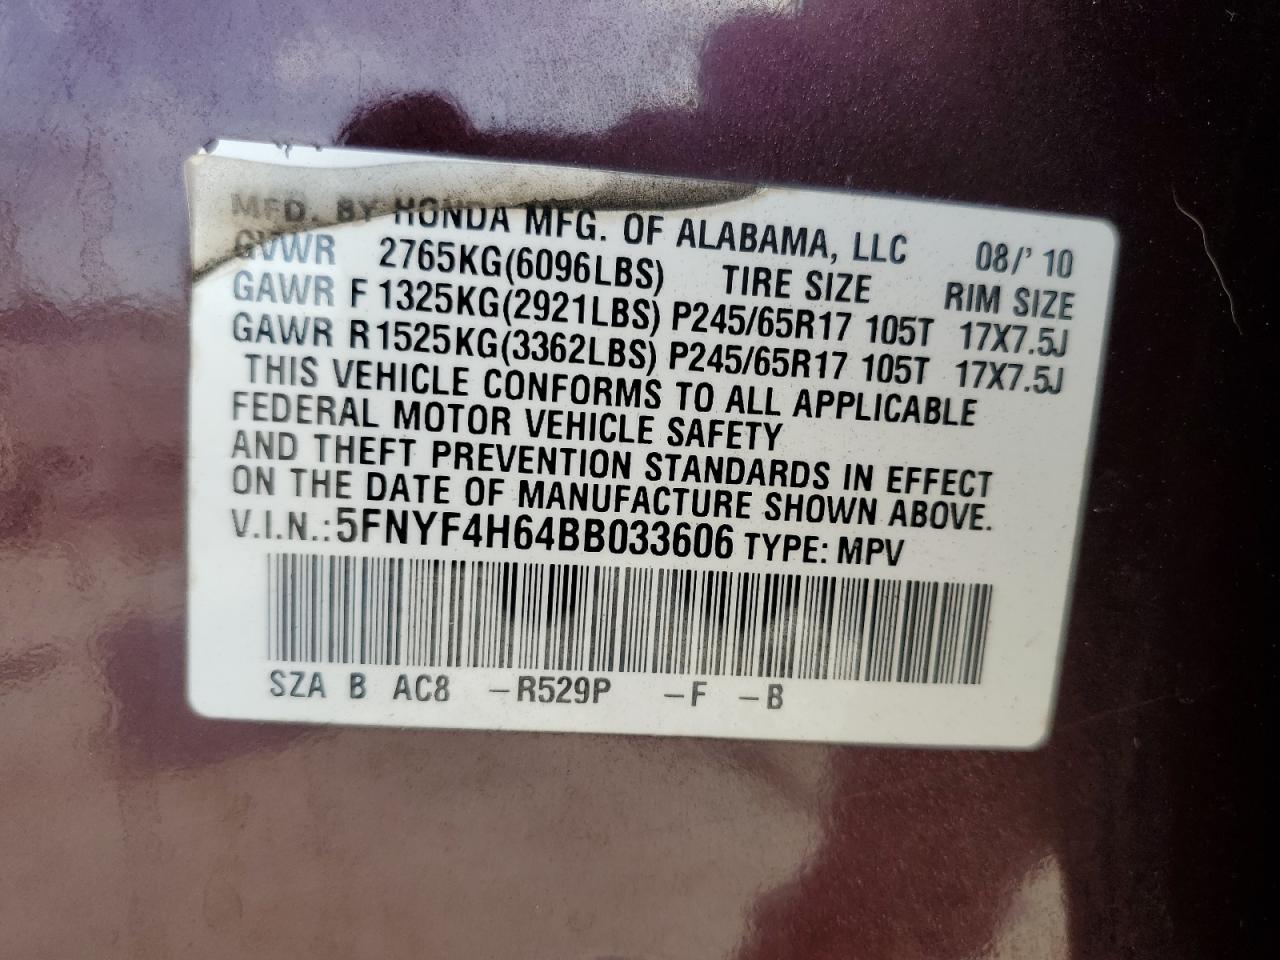 MFD. BY HONDA MFG. OF ALABAMA, LLC 08/' 10
GVWR 2765KG(6096LBS) TIRE SIZE RIM SIZE
GAWR F 1325KG(2921LBS) P245/65R17 105T 17X7.5J
GAWR R 1525KG(3362LBS) P245/65R17 105T 17X7.5J
THIS VEHICLE CONFORMS TO ALL APPLICABLE
FEDERAL MOTOR VEHICLE SAFETY
AND THEFT PREVENTION STANDARDS IN EFFECT
ON THE DATE OF MANUFACTURE SHOWN ABOVE.
V.I.N.: 5FNYF4H64BB033606 TYPE: MPV
SZA B AC8 -R529P -F -B